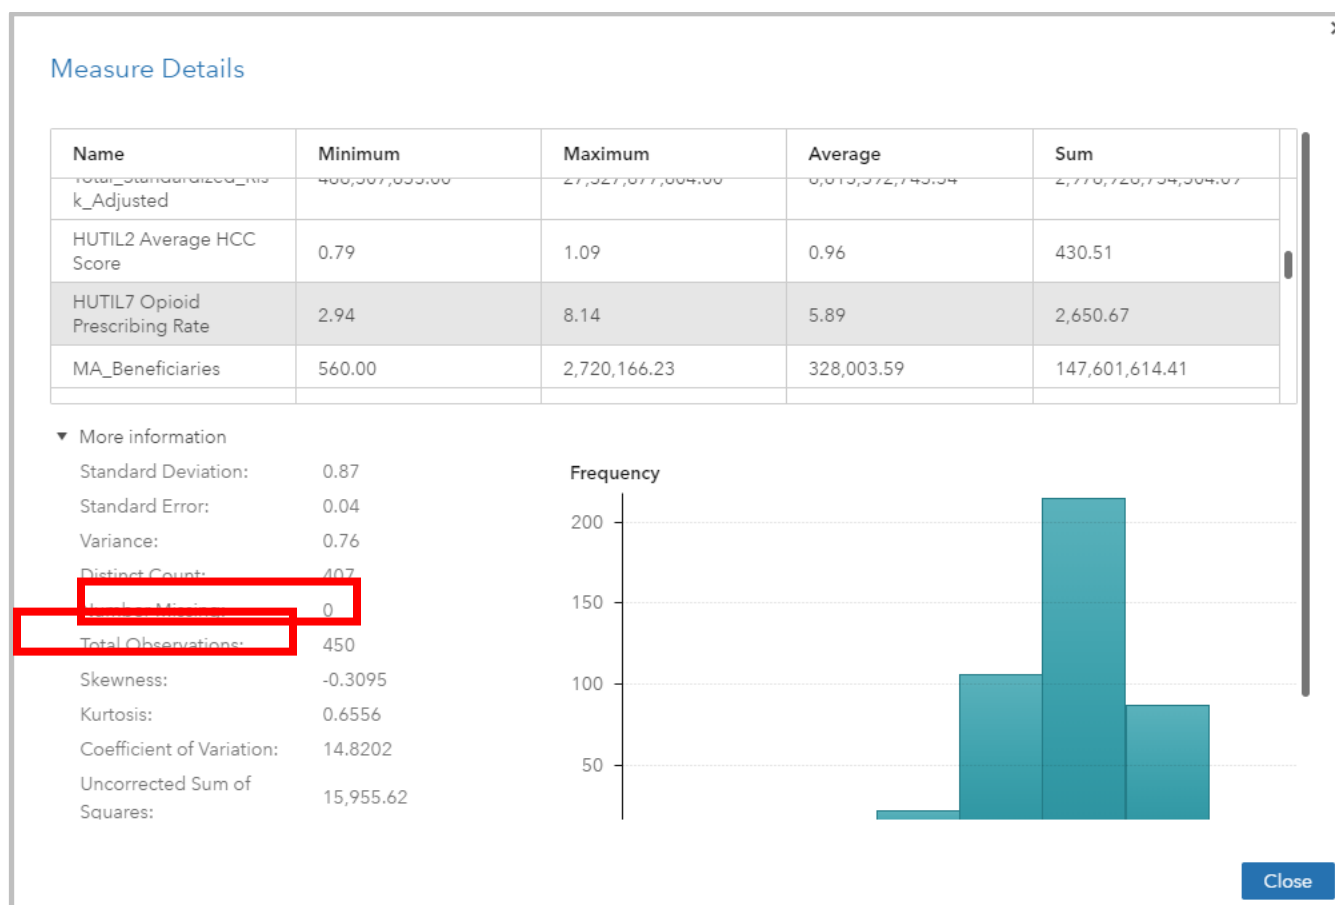 Measure Details
Name Minimum Maximum Average Sum
Total_Standardized_Ris
k_Adjusted
HUTIL2 Average HCC
Score
0.79 1.09 0.96 430.51
HUTIL7 Opioid
Prescribing Rate
2.94 8.14 5.89 2,650.67
MA_Beneficiaries 560.00 2,720,166.23 328,003.59 147,601,614.41
More information
Standard Deviation: 0.87
Standard Error: 0.04
Variance: 0.76
Distinct Count: 407
Number Missing: 0
Total Observations: 450
Skewness: -0.3095
Kurtosis: 0.6556
Coefficient of Variation: 14.8202
Uncorrected Sum of
Squares:
15,955.62
Frequency
200
150
100
50
Close